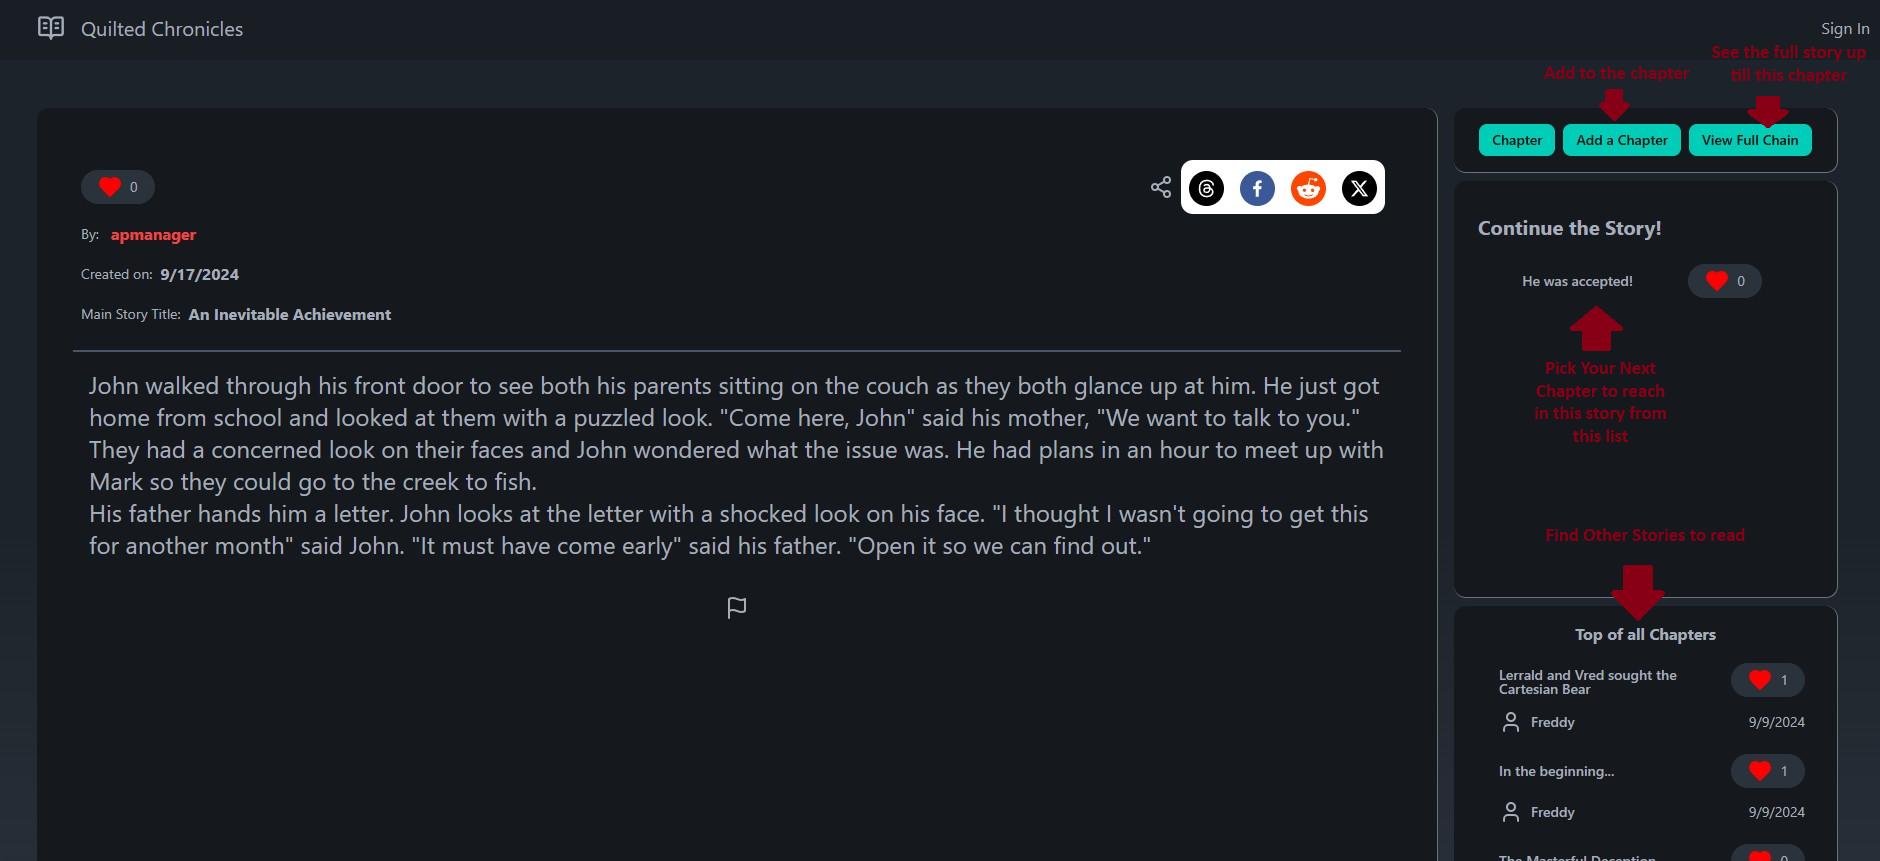 Quilted Chronicles
Sign In
See the full story up
till this chapter
Add to the chapter
Chapter
Add a Chapter
View Full Chain
0
By: apmanager
Created on: 9/17/2024
Main Story Title: An Inevitable Achievement
John walked through his front door to see both his parents sitting on the couch as they both glance up at him. He just got
home from school and looked at them with a puzzled look. "Come here, John" said his mother, "We want to talk to you."
They had a concerned look on their faces and John wondered what the issue was. He had plans in an hour to meet up with
Mark so they could go to the creek to fish.
His father hands him a letter. John looks at the letter with a shocked look on his face. "I thought I wasn't going to get this
for another month" said John. "It must have come early" said his father. "Open it so we can find out."
Continue the Story!
He was accepted! 0
Pick Your Next
Chapter to reach
in this story from
this list
Find Other Stories to read
Top of all Chapters
Lerrald and Vred sought the
Cartesian Bear
1
Freddy 9/9/2024
In the beginning... 1
Freddy 9/9/2024
The Masterful Deception 0